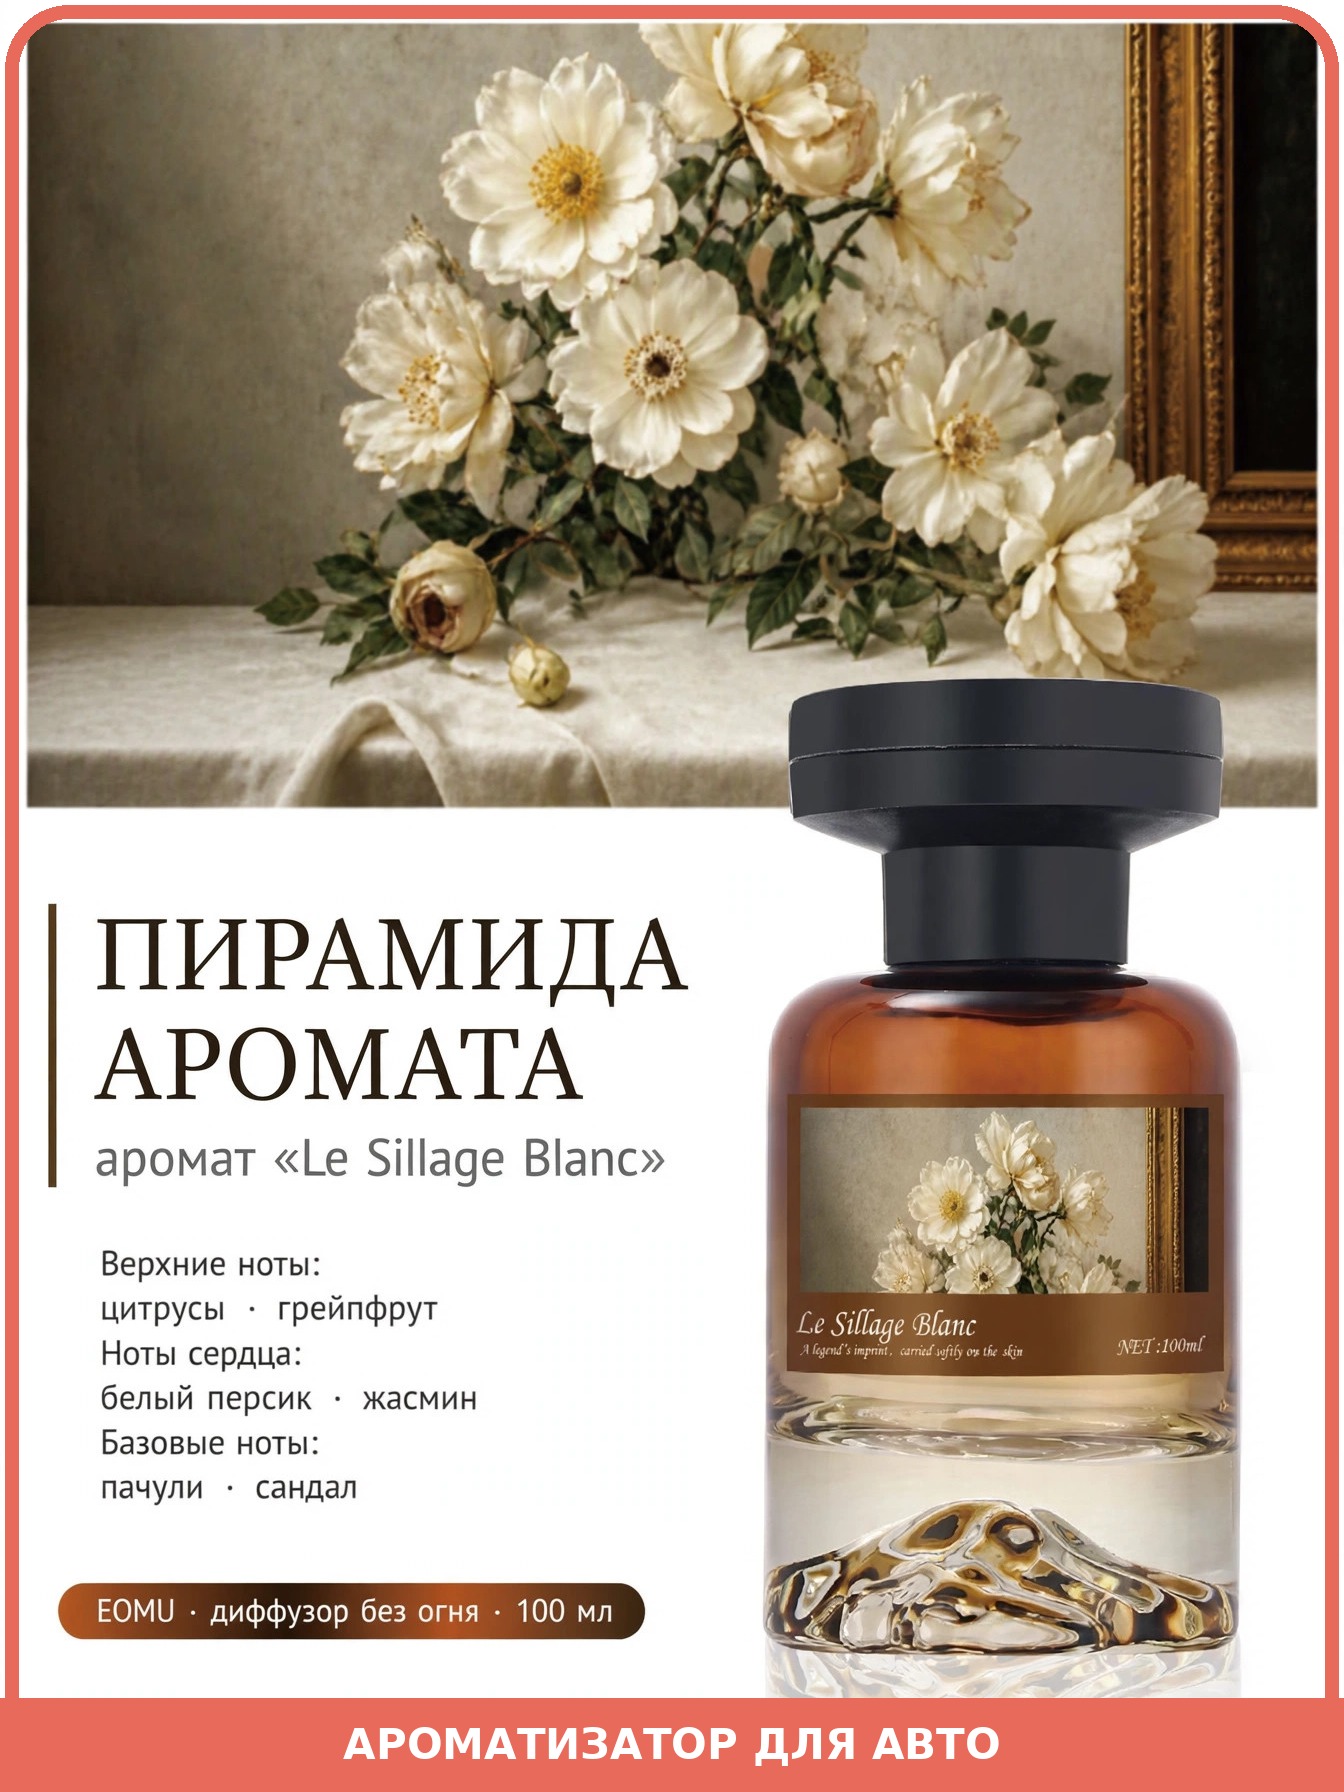 ПИРАМИДА
АРОМАТА
аромат «Le Sillage Blanc»
Верхние ноты:
цитрусы · грейпфрут
Ноты сердца:
белый персик · жасмин
Базовые ноты:
пачули · сандал
EOMU · диффузор без огня · 100 мл
Le Sillage Blanc
A legend's imprint, carried softly on the skin
NET :100ml
АРОМАТИЗАТОР ДЛЯ АВТО